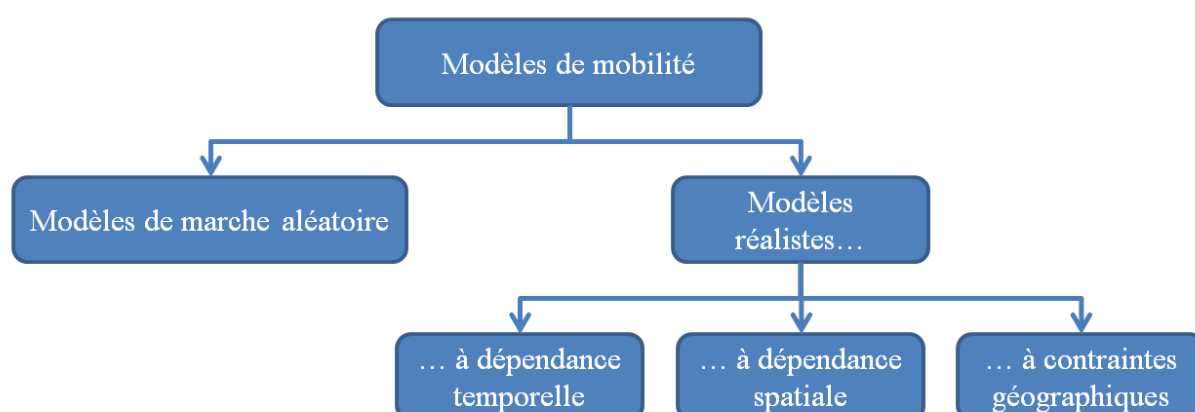 Modèles de mobilité
Modèles de marche aléatoire
Modèles
réalistes…
… à dépendance
temporelle
… à dépendance
spatiale
… à contraintes
géographiques